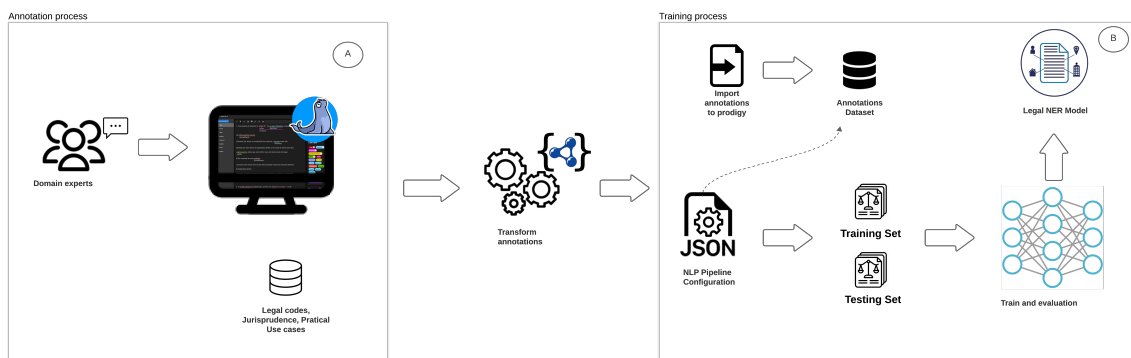 Annotation process
A
Domain experts
Legal codes,
Jurisprudence, Pratical
Use cases
Transform
annotations
Training process
B
Import
annotations
to prodigy
Annotations
Dataset
Legal NER Model
JSON
NLP Pipeline
Configuration
Training Set
Testing Set
Train and evaluation